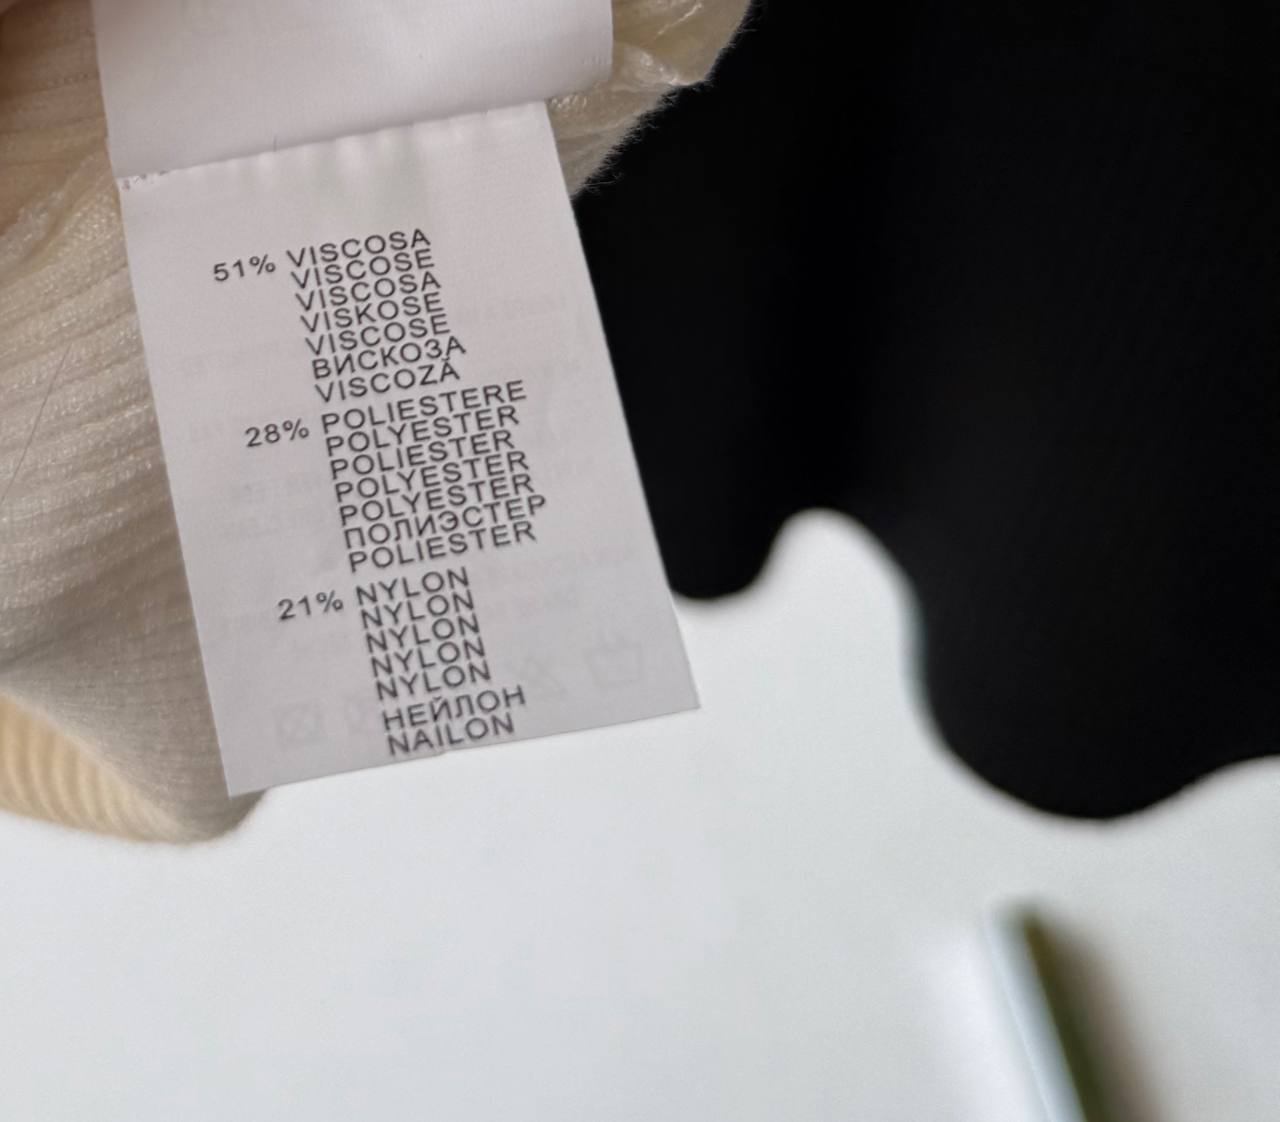 51% VISCOSA
VISCOSE
VISCOSA
VISKOSE
VISCOSE
ВИСКОЗА
VISCOZĂ
28% POLIESTERE
POLYESTER
POLIESTER
POLYESTER
POLYESTER
ПОЛИЭСТЕР
POLIESTER
21% NYLON
NYLON
NYLON
NYLON
NYLON
НЕЙЛОН
NAILON